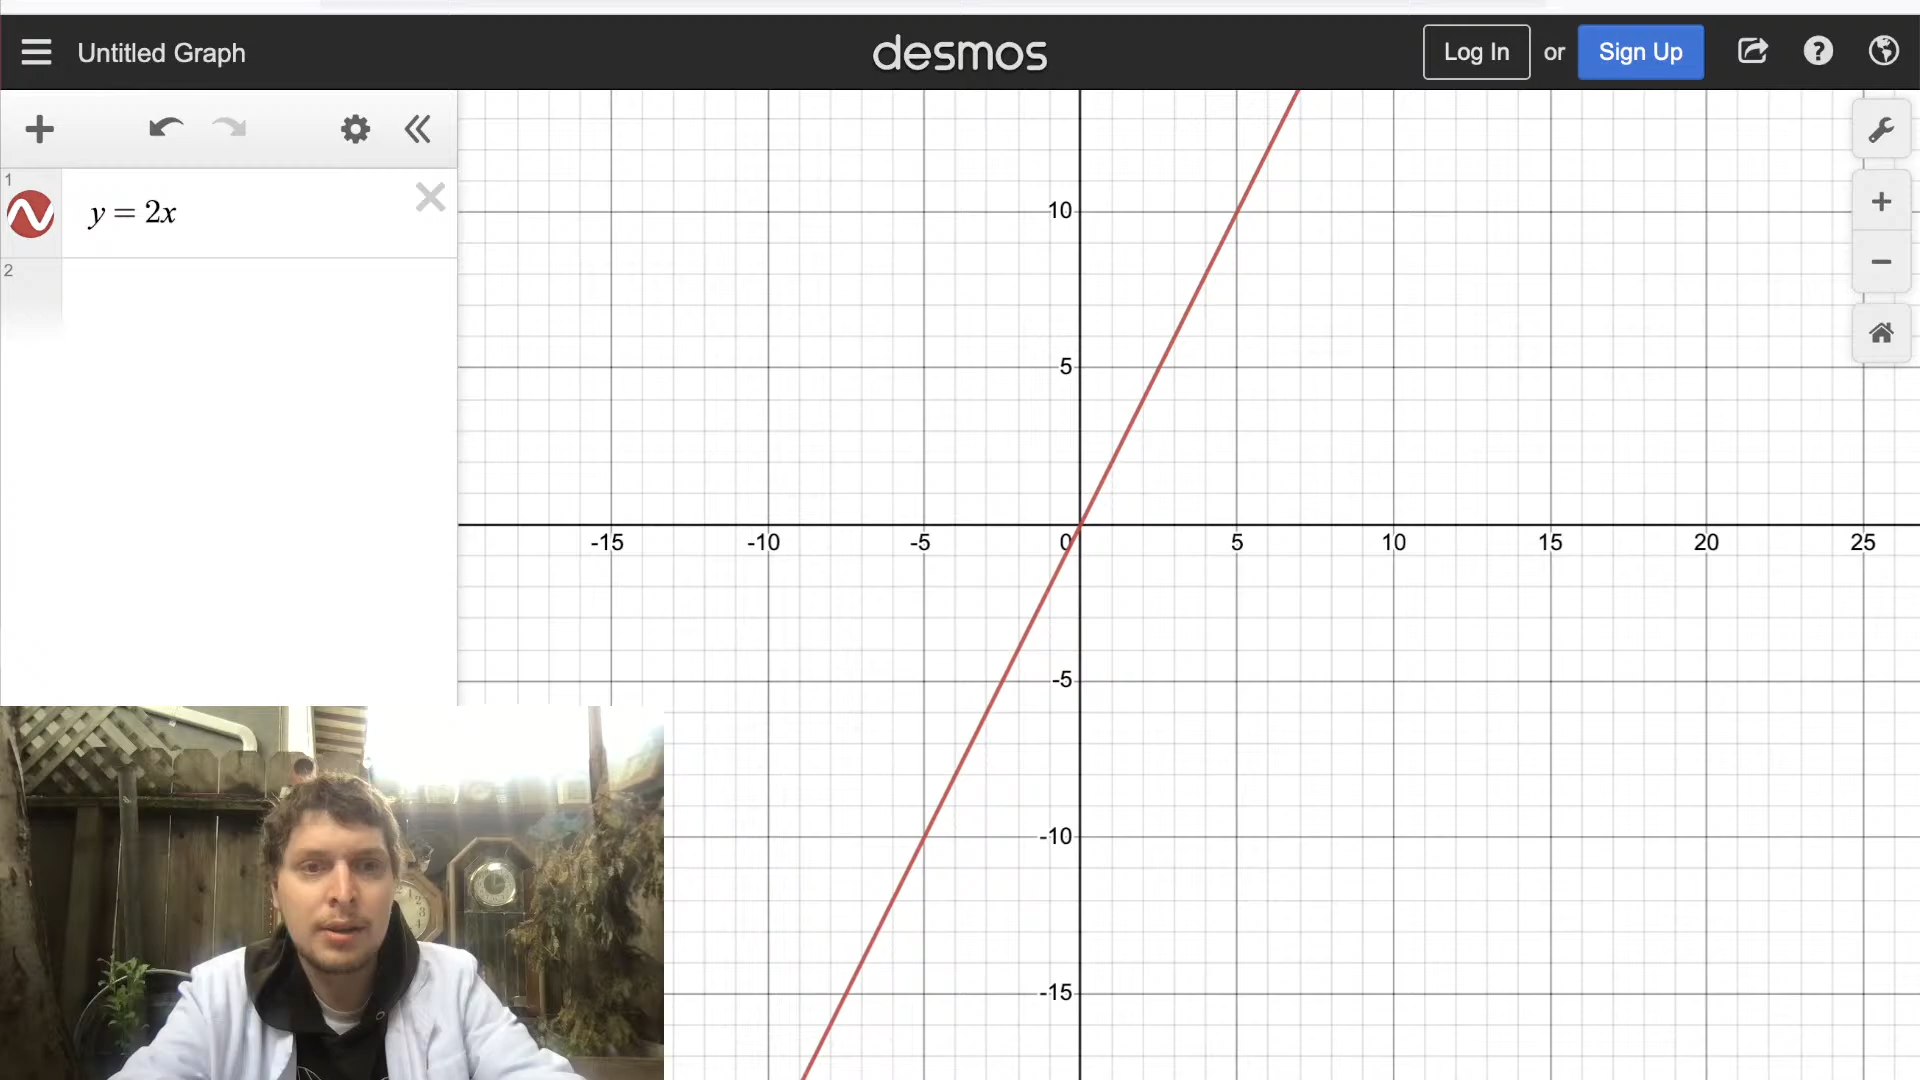 Untitled Graph
desmos
Log In or Sign Up
1
y = 2x
2
10
5
-15 -10 -5 0 5 10 15 20 25
-5
-10
-15